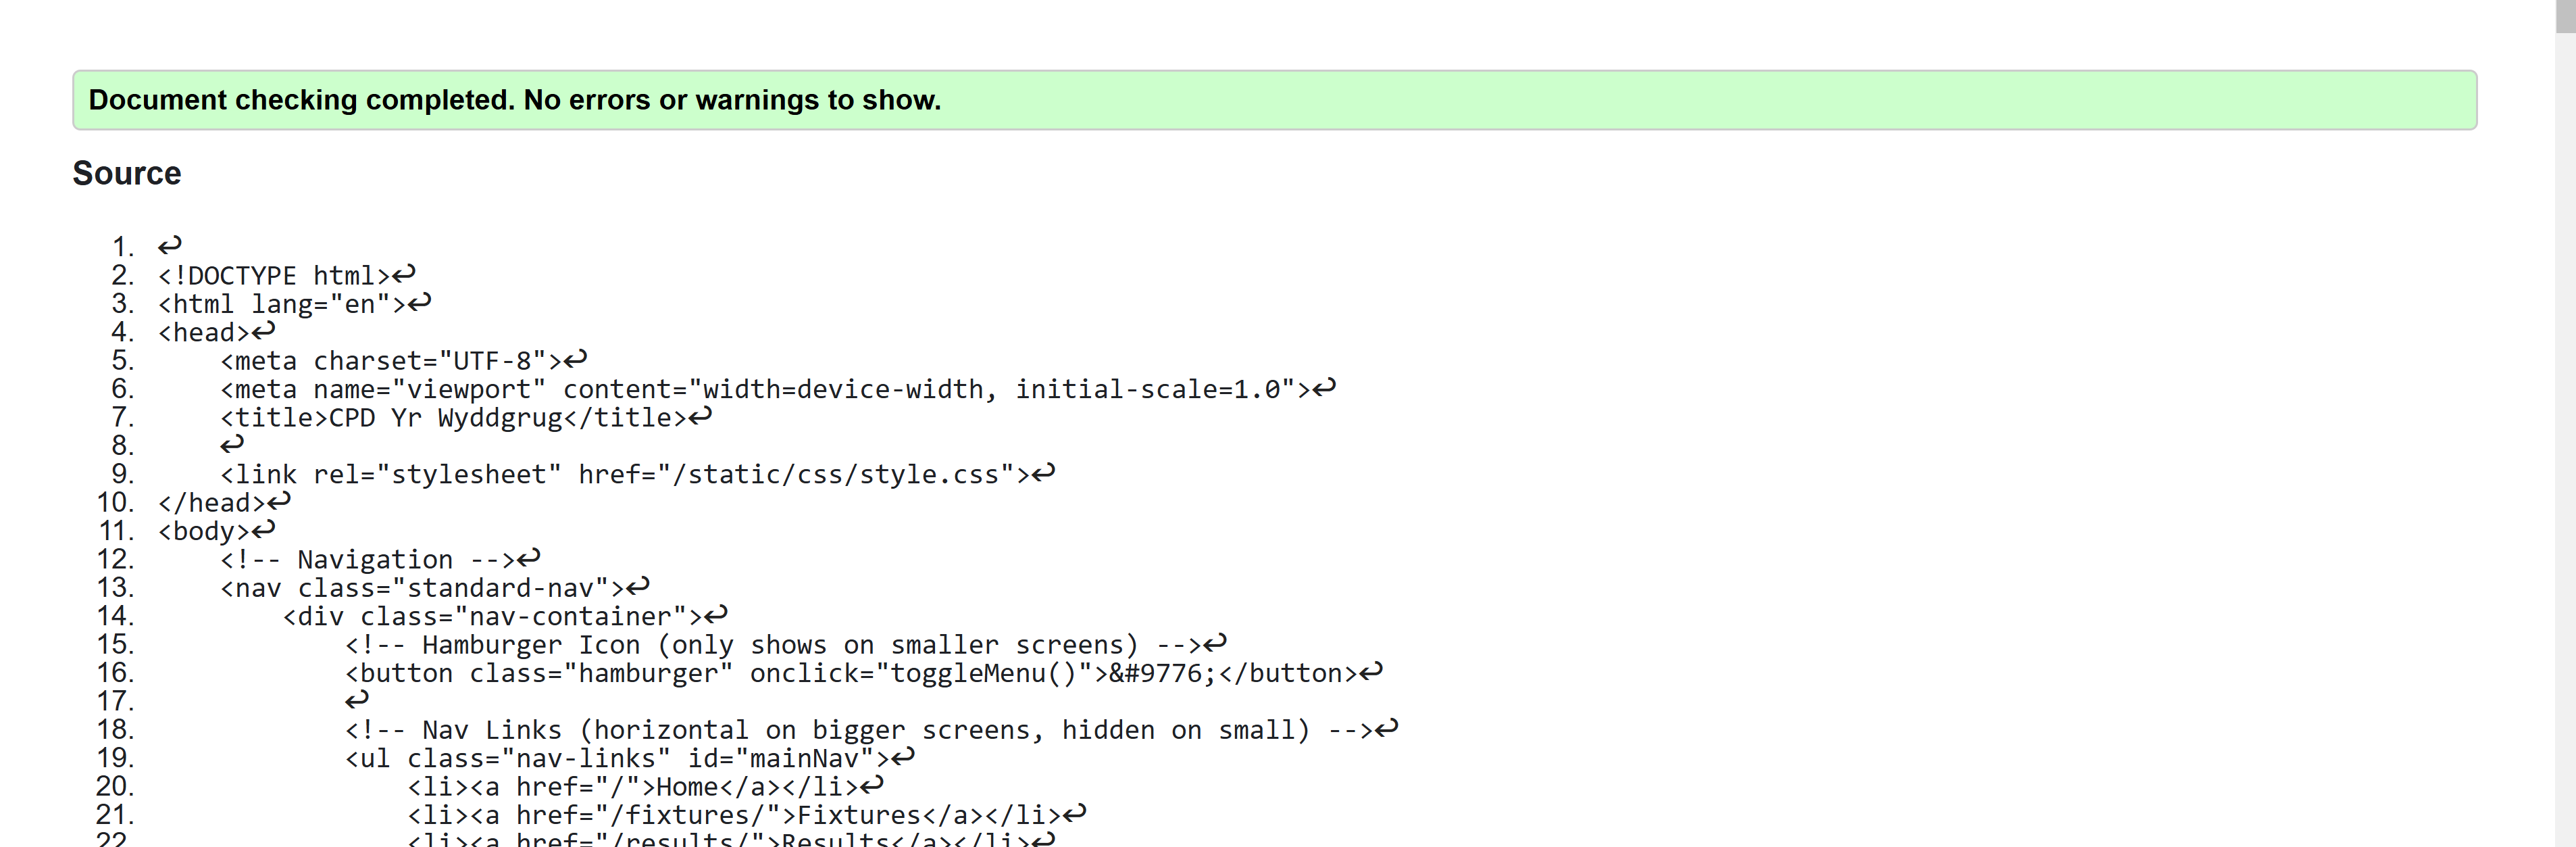 Document checking completed. No errors or warnings to show.
Source
1. ↩
2. <!DOCTYPE html>↩
3. <html lang="en">↩
4. <head>↩
5.     <meta charset="UTF-8">↩
6.     <meta name="viewport" content="width=device-width, initial-scale=1.0">↩
7.     <title>CPD Yr Wyddgrug</title>↩
8.     ↩
9.     <link rel="stylesheet" href="/static/css/style.css">↩
10. </head>↩
11. <body>↩
12.     <!-- Navigation -->↩
13.     <nav class="standard-nav">↩
14.         <div class="nav-container">↩
15.             <!-- Hamburger Icon (only shows on smaller screens) -->↩
16.             <button class="hamburger" onclick="toggleMenu()">&#9776;</button>↩
17.             ↩
18.             <!-- Nav Links (horizontal on bigger screens, hidden on small) -->↩
19.             <ul class="nav-links" id="mainNav">↩
20.                 <li><a href="/">Home</a></li>↩
21.                 <li><a href="/fixtures/">Fixtures</a></li>↩
22.                 <li><a href="/results/">Results</a></li>↩